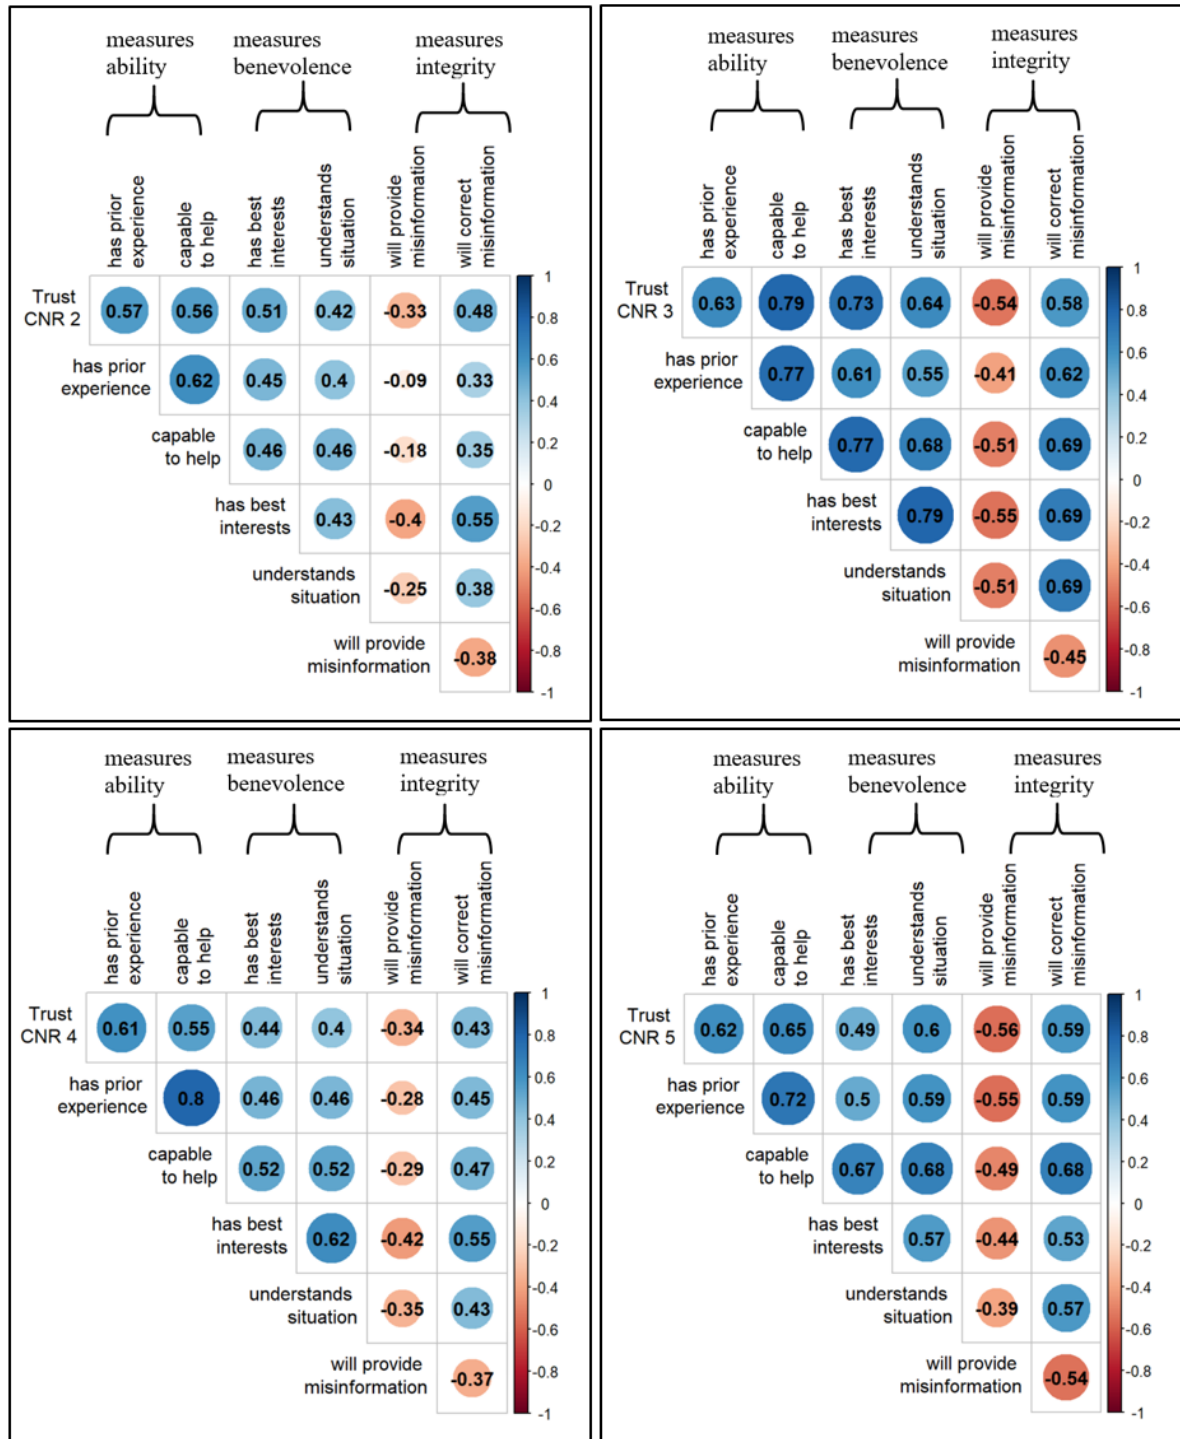 measures
ability
measures
benevolence
measures
integrity
has prior
experience
capable
to help
has best
interests
understands
situation
will provide
misinformation
will correct
misinformation
Trust
CNR 2
0.57 0.56 0.51 0.42 -0.33 0.48
has prior
experience
0.62 0.45 0.4 -0.09 0.33
capable
to help
0.46 0.46 -0.18 0.35
has best
interests
0.43 -0.4 0.55
understands
situation
-0.25 0.38
will provide
misinformation
-0.38
1
0.8
0.6
0.4
0.2
0
-0.2
-0.4
-0.6
-0.8
-1
measures
ability
measures
benevolence
measures
integrity
has prior
experience
capable
to help
has best
interests
understands
situation
will provide
misinformation
will correct
misinformation
Trust
CNR 3
0.63 0.79 0.73 0.64 -0.54 0.58
has prior
experience
0.77 0.61 0.55 -0.41 0.62
capable
to help
0.77 0.68 -0.51 0.69
has best
interests
0.79 -0.55 0.69
understands
situation
-0.51 0.69
will provide
misinformation
-0.45
1
0.8
0.6
0.4
0.2
0
-0.2
-0.4
-0.6
-0.8
-1
measures
ability
measures
benevolence
measures
integrity
has prior
experience
capable
to help
has best
interests
understands
situation
will provide
misinformation
will correct
misinformation
Trust
CNR 4
0.61 0.55 0.44 0.4 -0.34 0.43
has prior
experience
0.8 0.46 0.46 -0.28 0.45
capable
to help
0.52 0.52 -0.29 0.47
has best
interests
0.62 -0.42 0.55
understands
situation
-0.35 0.43
will provide
misinformation
-0.37
1
0.8
0.6
0.4
0.2
0
-0.2
-0.4
-0.6
-0.8
-1
measures
ability
measures
benevolence
measures
integrity
has prior
experience
capable
to help
has best
interests
understands
situation
will provide
misinformation
will correct
misinformation
Trust
CNR 5
0.62 0.65 0.49 0.6 -0.56 0.59
has prior
experience
0.72 0.5 0.59 -0.55 0.59
capable
to help
0.67 0.68 -0.49 0.68
has best
interests
0.57 -0.44 0.53
understands
situation
-0.39 0.57
will provide
misinformation
-0.54
1
0.8
0.6
0.4
0.2
0
-0.2
-0.4
-0.6
-0.8
-1